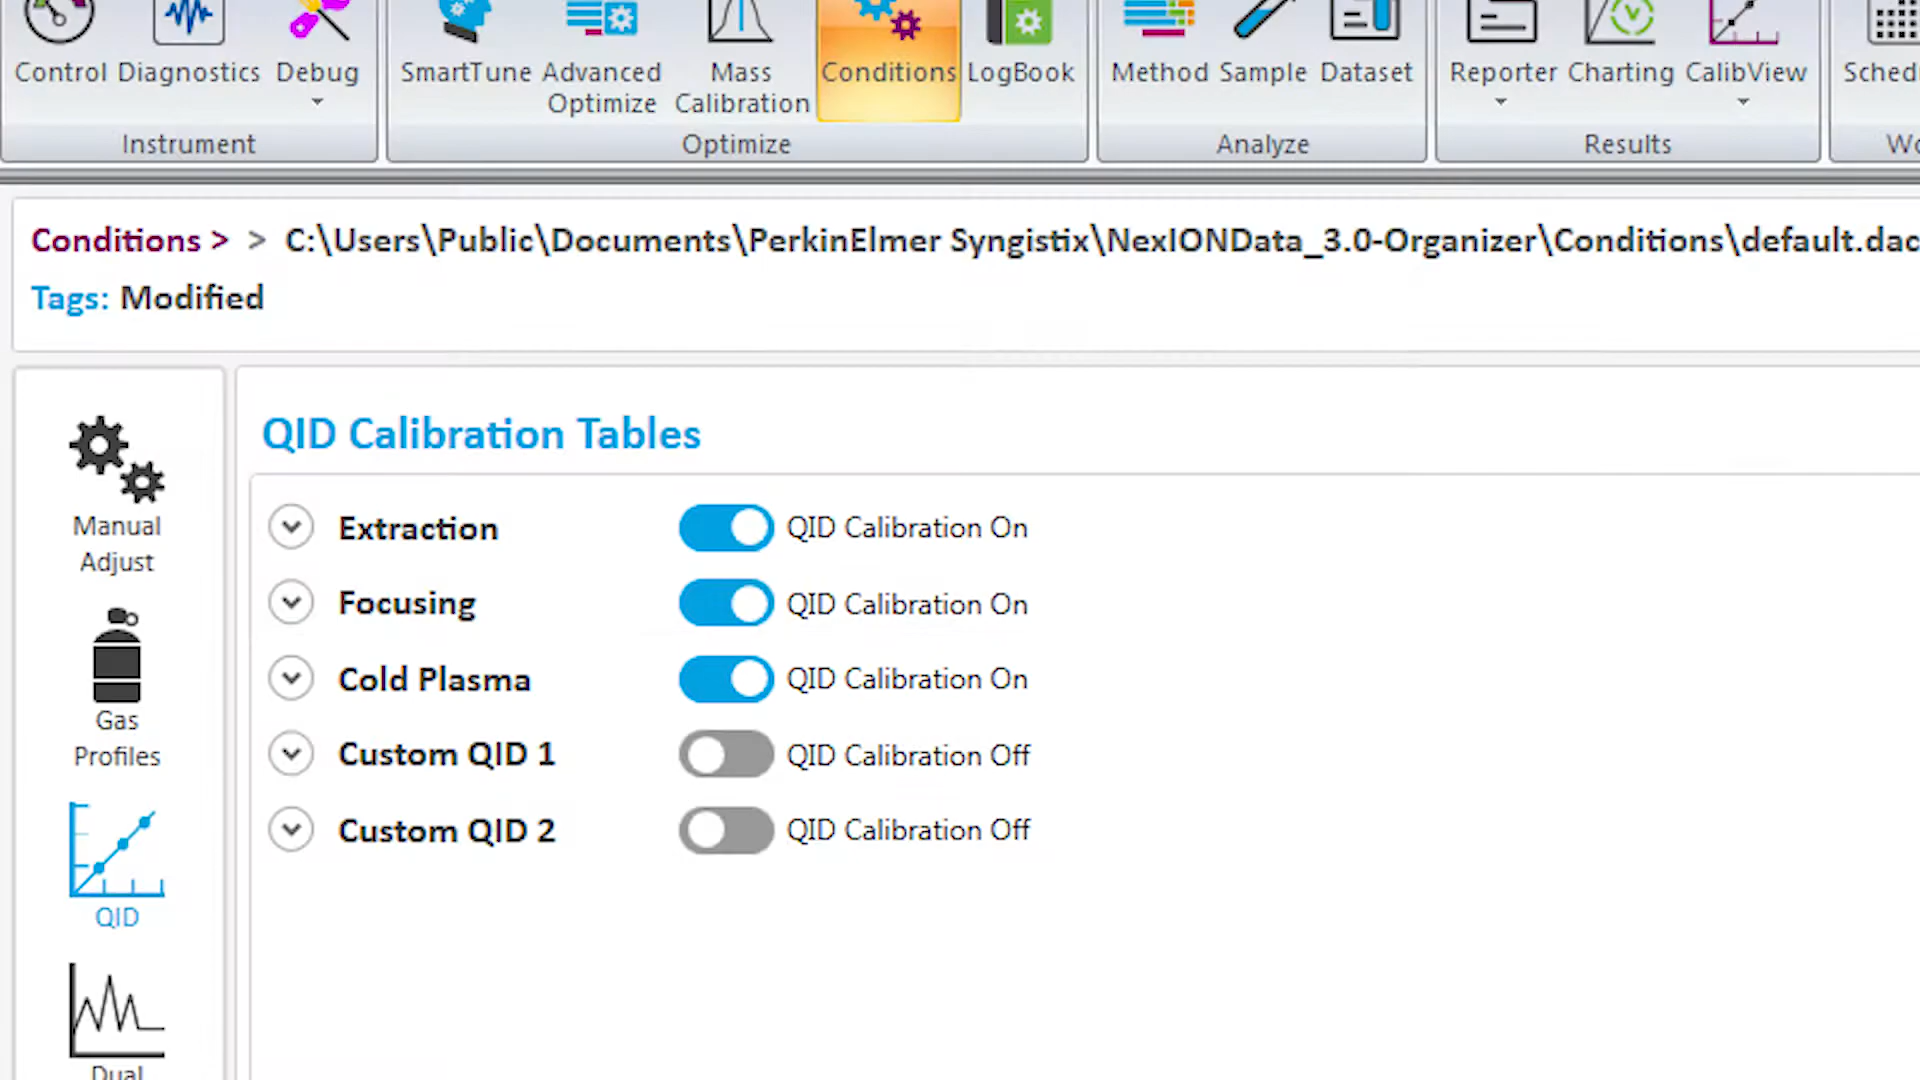 Control Diagnostics Debug SmartTune Advanced Optimize Mass Calibration Conditions LogBook Method Sample Dataset Reporter Charting CalibView
Instrument Optimize Analyze Results
Conditions > > C:\Users\Public\Documents\PerkinElmer Syngistix\NexIONData_3.0-Organizer\Conditions\default.dac
Tags: Modified
Manual
Adjust
Gas
Profiles
QID
Dual
QID Calibration Tables
Extraction QID Calibration On
Focusing QID Calibration On
Cold Plasma QID Calibration On
Custom QID 1 QID Calibration Off
Custom QID 2 QID Calibration Off